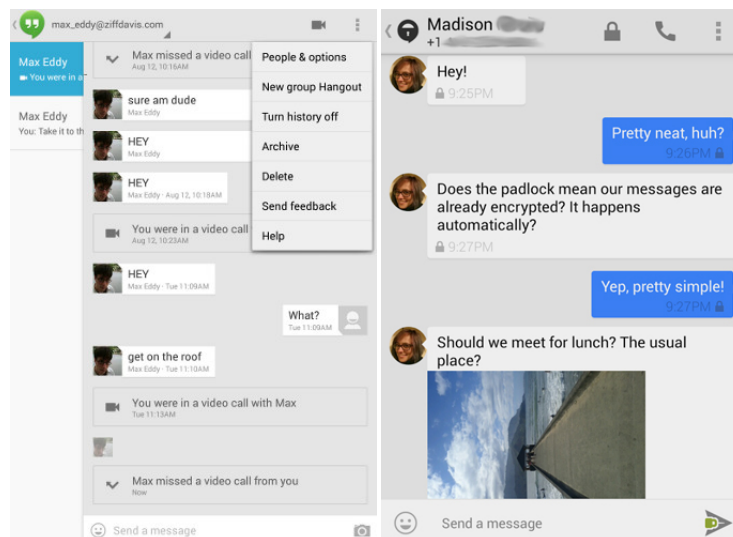 max_eddy@ziffdavis.com
Max Eddy
You were in a
Max Eddy
You: Take it to th
Max missed a video call
Aug 12, 10:16AM
sure am dude
Max Eddy
HEY
Max Eddy
HEY
Max Eddy · Aug 12, 10:18AM
You were in a video call
Aug 12, 10:23AM
HEY
Max Eddy · Tue 11:09AM
What?
Tue 11:09AM
get on the roof
Max Eddy · Tue 11:10AM
You were in a video call with Max
Tue 11:13AM
Max missed a video call from you
Now
Send a message
People & options
New group Hangout
Turn history off
Archive
Delete
Send feedback
Help
Madison
+1
Hey!
9:25PM
Pretty neat, huh?
9:26PM
Does the padlock mean our messages are
already encrypted? It happens
automatically?
9:27PM
Yep, pretty simple!
9:27PM
Should we meet for lunch? The usual
place?
Send a message